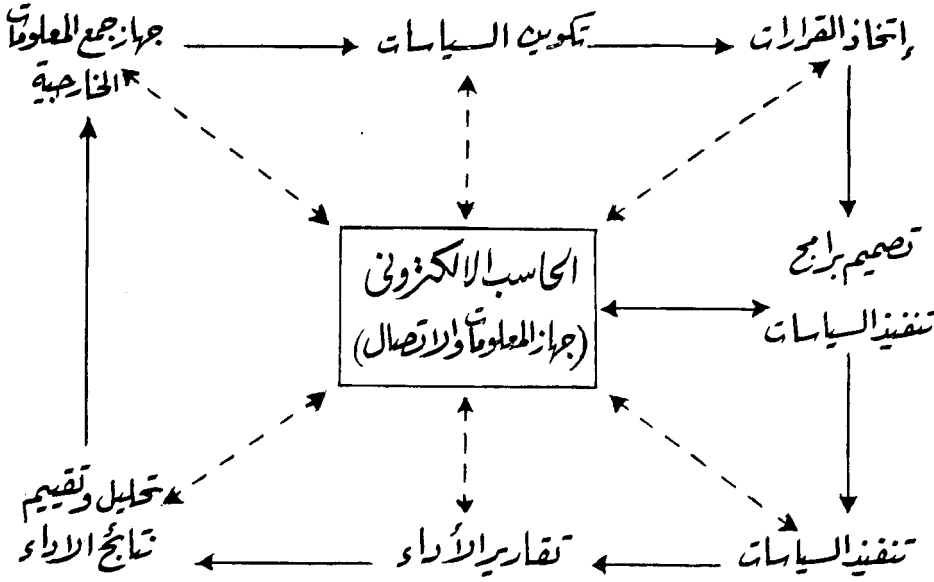 إتخاذ القرارات
تكوين السياسات
جهاز جمع المعلومات
الخارجية
تصميم برامج
تنفيذ السياسات
الحاسب الالكترونى
(جهاز المعلومات والاتصال)
تنفيذ السياسات
تقارير الأداء
تحليل وتقييم
نتائج الاداء